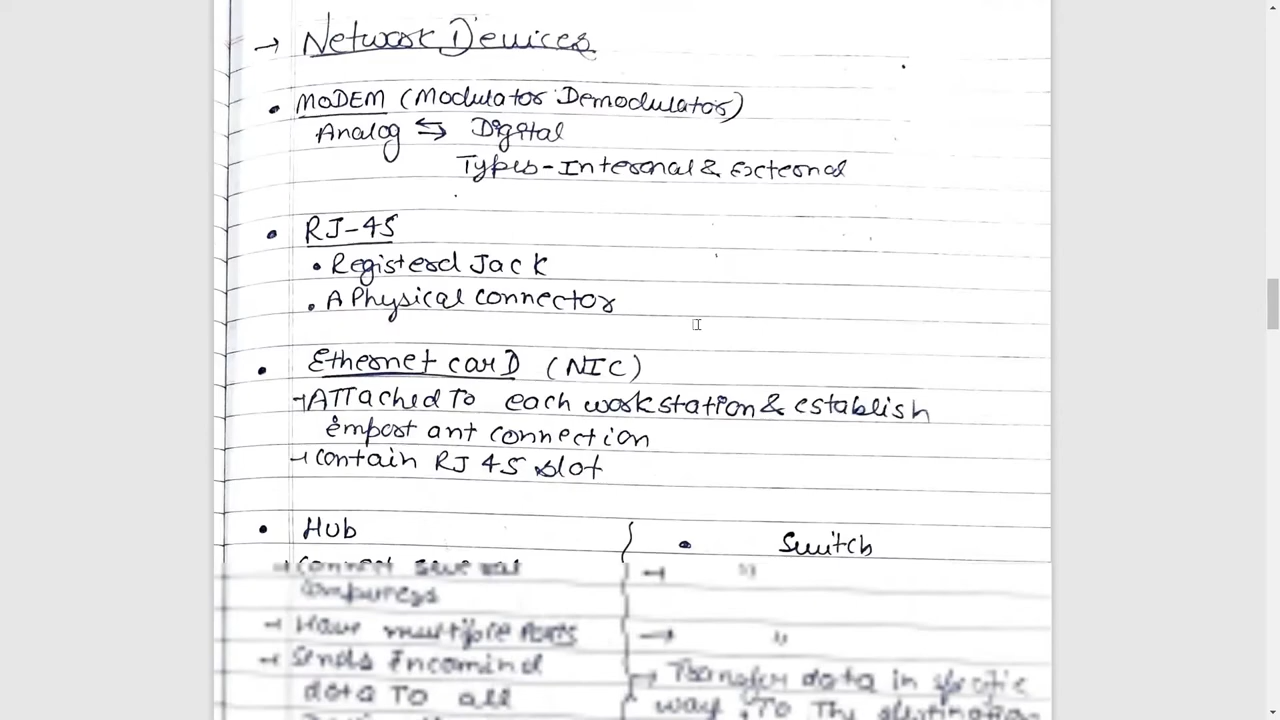 → Network Devices
• MODEM (Modulator Demodulator)
Analog ⇆ Digital
Types - Internal & External
• RJ-45
• Registerd Jack
• A Physical connector
• Ethernet carD (NIC)
→ ATTached To each workstation & establish
important connection
→ contain RJ 45 slot
• Hub
• Switch
→ connect several
computers
→ "
→ Have multiple Ports
→ "
→ Sends Incomind
data To all
→ Transfer data in specific
way, To The destination